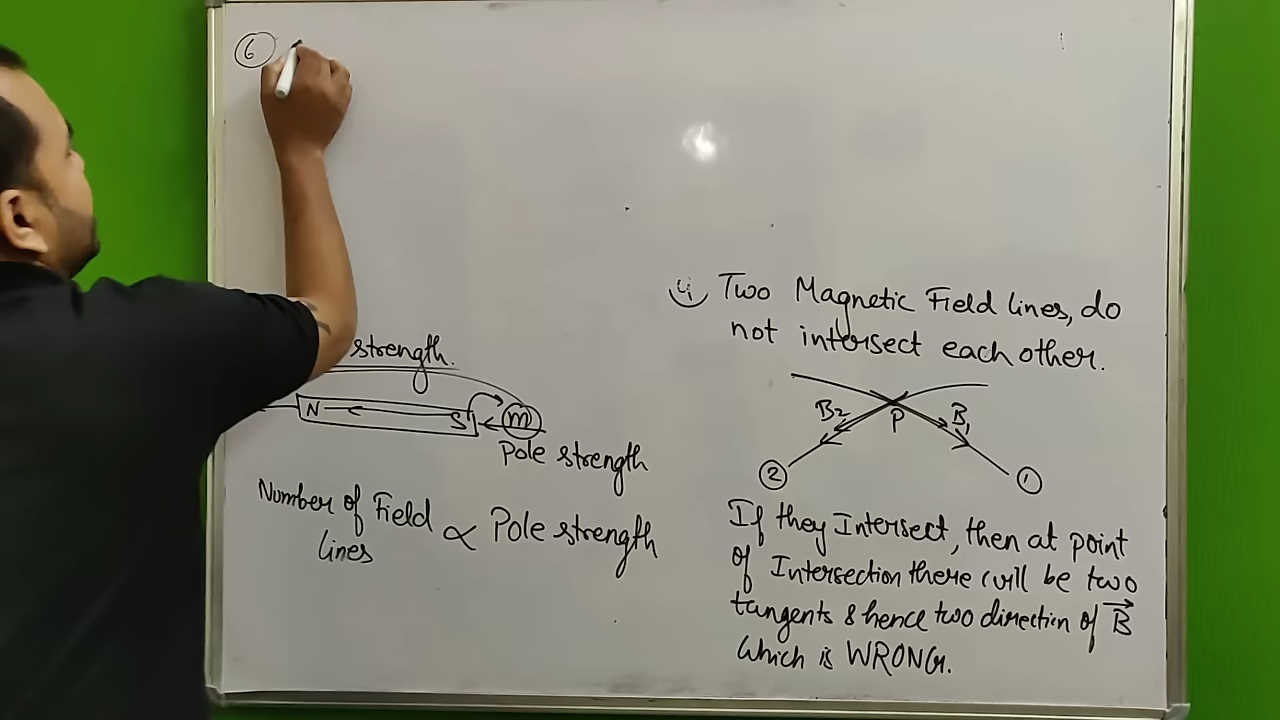 6
strength.
N S m
Pole strength
Number of Field ∝ Pole strength
lines
4 Two Magnetic Field lines, do
not intersect each other.
B2 P B1
2 1
If they Intersect, then at point
of Intersection there will be two
tangents & hence two direction of B
which is WRONG.